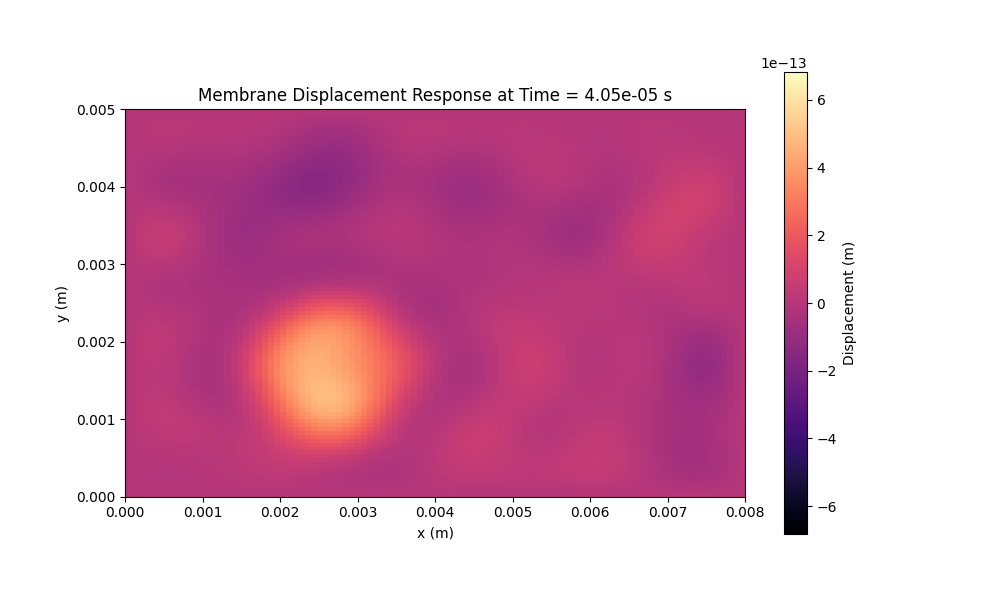 1e−13
Membrane Displacement Response at Time = 4.05e-05 s
0.005
0.004
0.003
0.002
0.001
0.000
y (m)
0.000 0.001 0.002 0.003 0.004 0.005 0.006 0.007 0.008
x (m)
6
4
2
0
−2
−4
−6
Displacement (m)